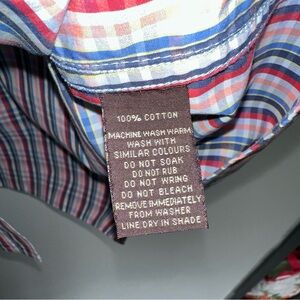 100% COTTON
MACHINE WASH WARM
WASH WITH
SIMILAR COLOURS
DO NOT SOAK
DO NOT RUB
DO NOT WRING
DO NOT BLEACH
REMOVE IMMEDIATELY
FROM WASHER
LINE DRY IN SHADE